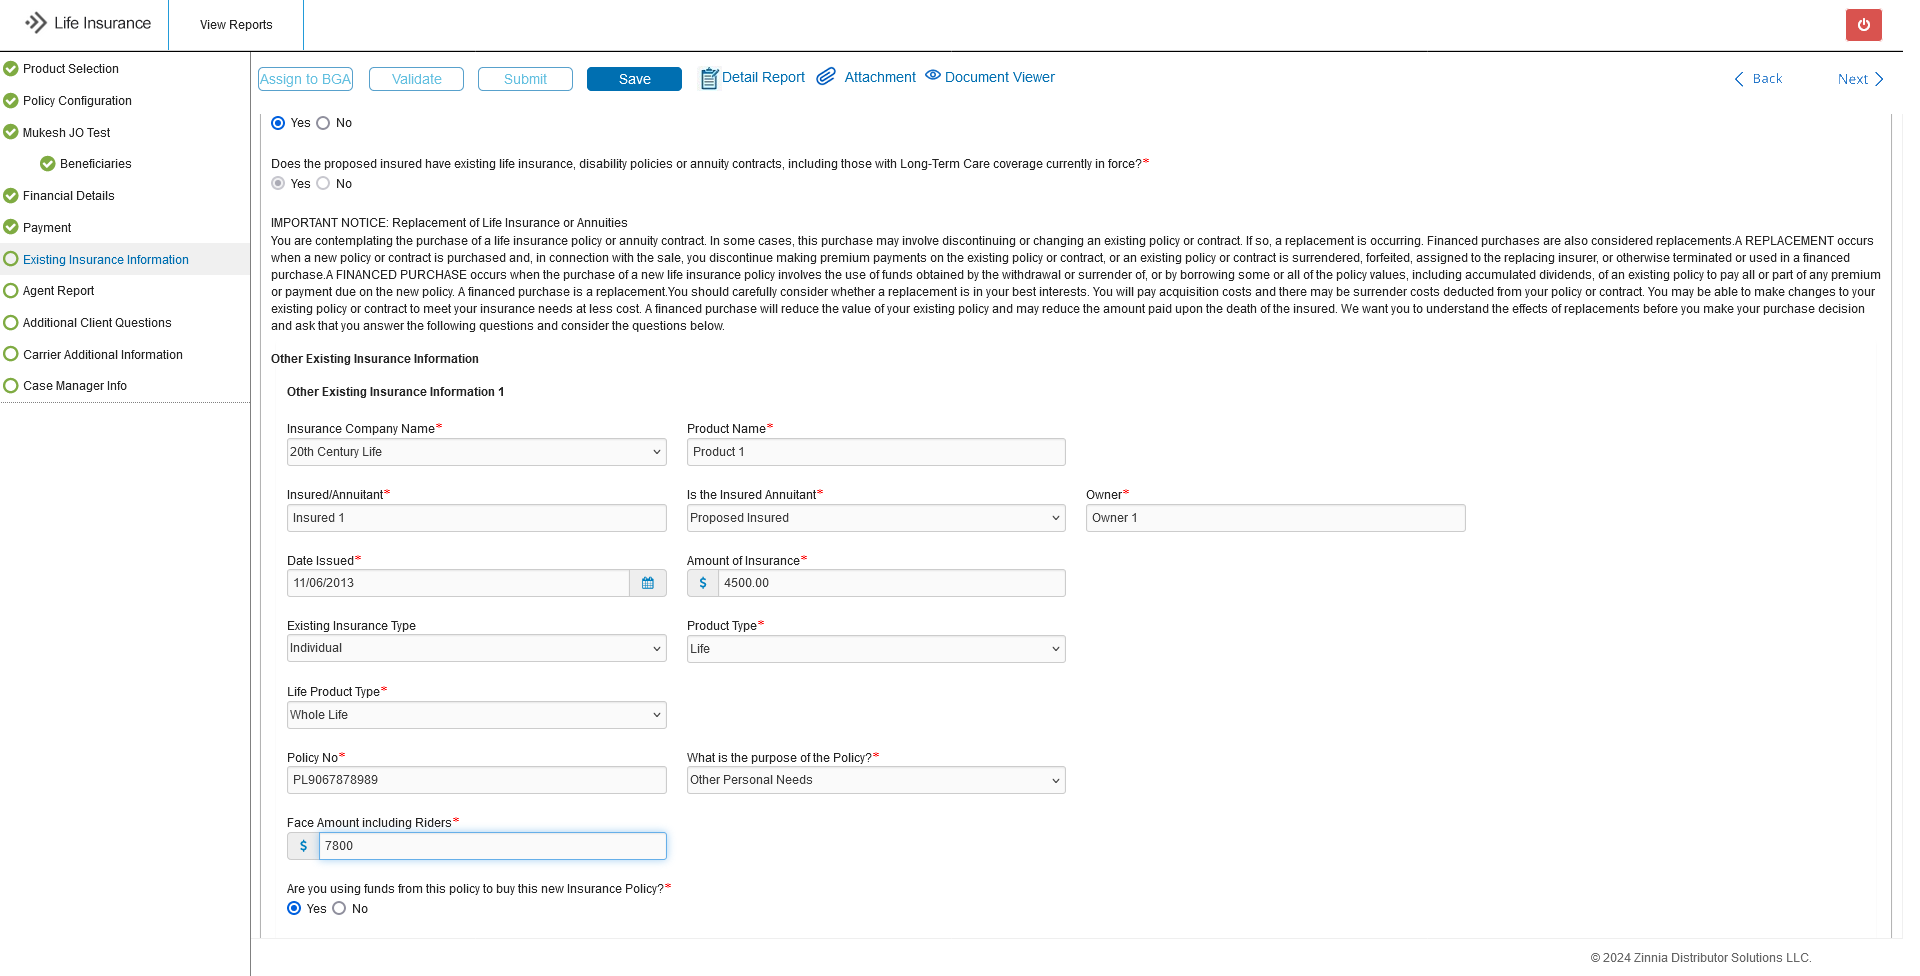 Life Insurance
View Reports
Product Selection
Policy Configuration
Mukesh JO Test
Beneficiaries
Financial Details
Payment
Existing Insurance Information
Agent Report
Additional Client Questions
Carrier Additional Information
Case Manager Info
Assign to BGA
Validate
Submit
Save
Detail Report
Attachment
Document Viewer
Back
Next
Yes No
Does the proposed insured have existing life insurance, disability policies or annuity contracts, including those with Long-Term Care coverage currently in force?*
Yes No
IMPORTANT NOTICE: Replacement of Life Insurance or Annuities
You are contemplating the purchase of a life insurance policy or annuity contract. In some cases, this purchase may involve discontinuing or changing an existing policy or contract. If so, a replacement is occurring. Financed purchases are also considered replacements.A REPLACEMENT occurs
when a new policy or contract is purchased and, in connection with the sale, you discontinue making premium payments on the existing policy or contract, or an existing policy or contract is surrendered, forfeited, assigned to the replacing insurer, or otherwise terminated or used in a financed
purchase.A FINANCED PURCHASE occurs when the purchase of a new life insurance policy involves the use of funds obtained by the withdrawal or surrender of, or by borrowing some or all of the policy values, including accumulated dividends, of an existing policy to pay all or part of any premium
or payment due on the new policy. A financed purchase is a replacement.You should carefully consider whether a replacement is in your best interests. You will pay acquisition costs and there may be surrender costs deducted from your policy or contract. You may be able to make changes to your
existing policy or contract to meet your insurance needs at less cost. A financed purchase will reduce the value of your existing policy and may reduce the amount paid upon the death of the insured. We want you to understand the effects of replacements before you make your purchase decision
and ask that you answer the following questions and consider the questions below.
Other Existing Insurance Information
Other Existing Insurance Information 1
Insurance Company Name*
20th Century Life
Product Name*
Product 1
Insured/Annuitant*
Insured 1
Is the Insured Annuitant*
Proposed Insured
Owner*
Owner 1
Date Issued*
11/06/2013
Amount of Insurance*
$ 4500.00
Existing Insurance Type
Individual
Product Type*
Life
Life Product Type*
Whole Life
Policy No*
PL9067878989
What is the purpose of the Policy?*
Other Personal Needs
Face Amount including Riders*
$ 7800
Are you using funds from this policy to buy this new Insurance Policy?*
Yes No
© 2024 Zinnia Distributor Solutions LLC.